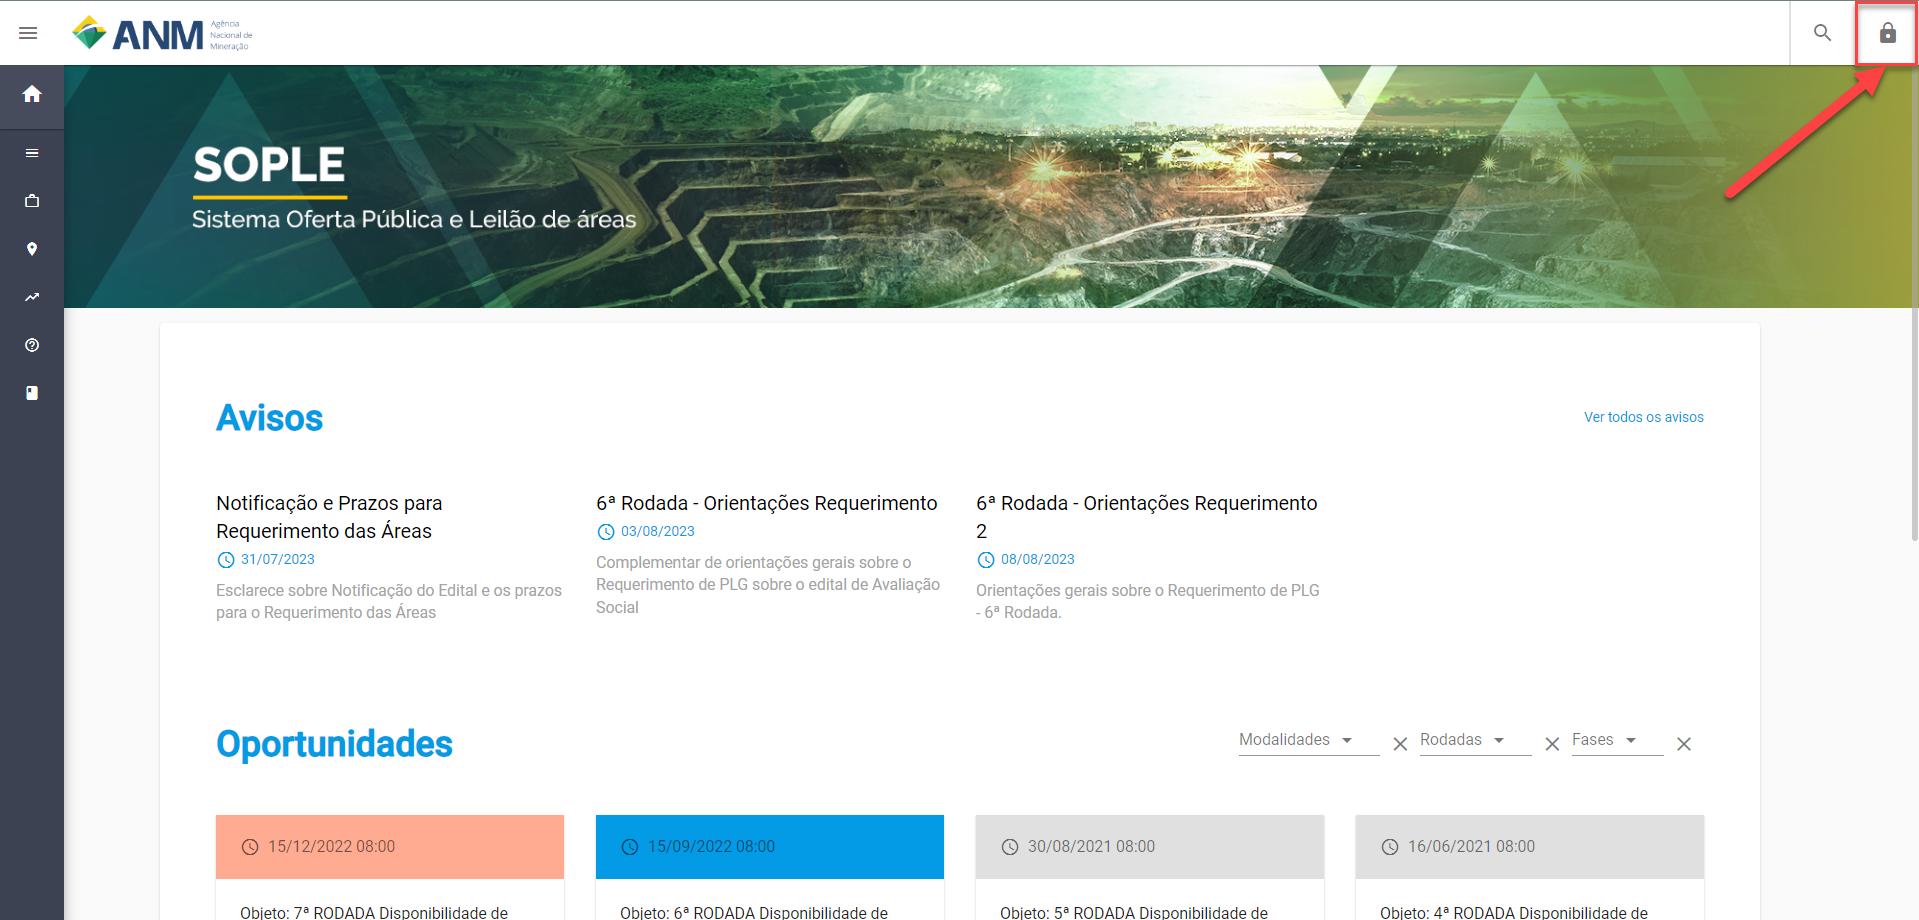 ANM
Agência
Nacional de
Mineração
SOPLE
Sistema Oferta Pública e Leilão de áreas
Avisos
Ver todos os avisos
Notificação e Prazos para
Requerimento das Áreas
31/07/2023
Esclarece sobre Notificação do Edital e os prazos
para o Requerimento das Áreas
6ª Rodada - Orientações Requerimento
03/08/2023
Complementar de orientações gerais sobre o
Requerimento de PLG sobre o edital de Avaliação
Social
6ª Rodada - Orientações Requerimento
2
08/08/2023
Orientações gerais sobre o Requerimento de PLG
- 6ª Rodada.
Oportunidades
Modalidades
Rodadas
Fases
15/12/2022 08:00
Objeto: 7ª RODADA Disponibilidade de
15/09/2022 08:00
Objeto: 6ª RODADA Disponibilidade de
30/08/2021 08:00
Objeto: 5ª RODADA Disponibilidade de
16/06/2021 08:00
Objeto: 4ª RODADA Disponibilidade de